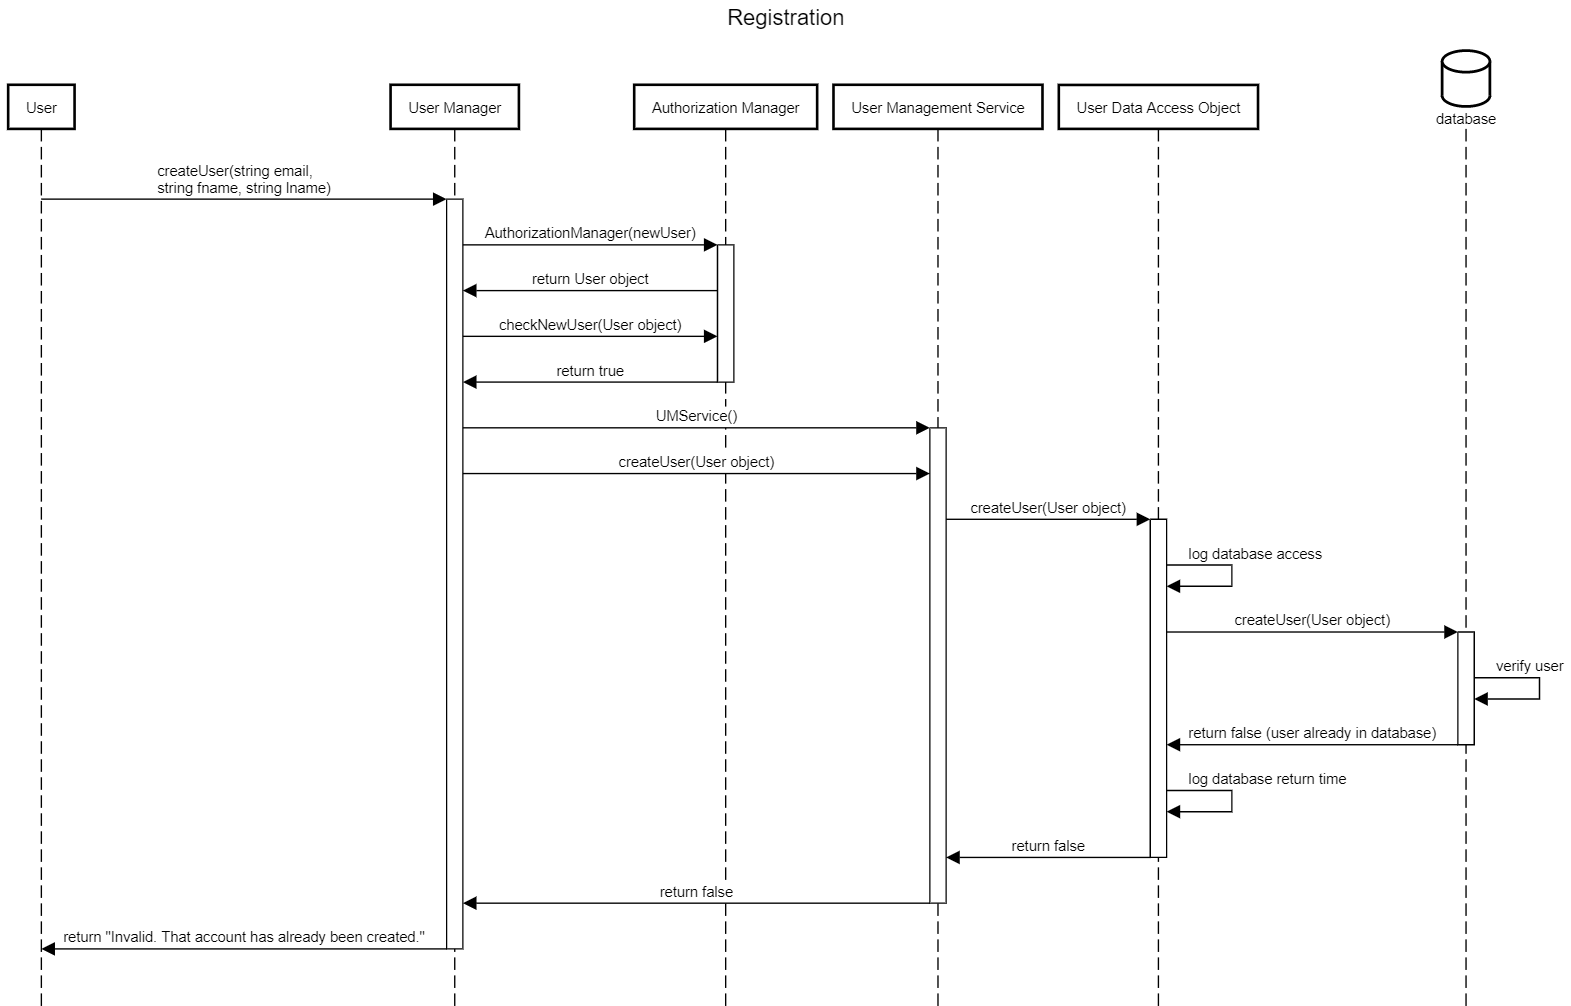 Registration
User
User Manager
Authorization Manager
User Management Service
User Data Access Object
database
createUser(string email,
string fname, string lname)
AuthorizationManager(newUser)
return User object
checkNewUser(User object)
return true
UMService()
createUser(User object)
createUser(User object)
log database access
createUser(User object)
verify user
return false (user already in database)
log database return time
return false
return false
return "Invalid. That account has already been created."